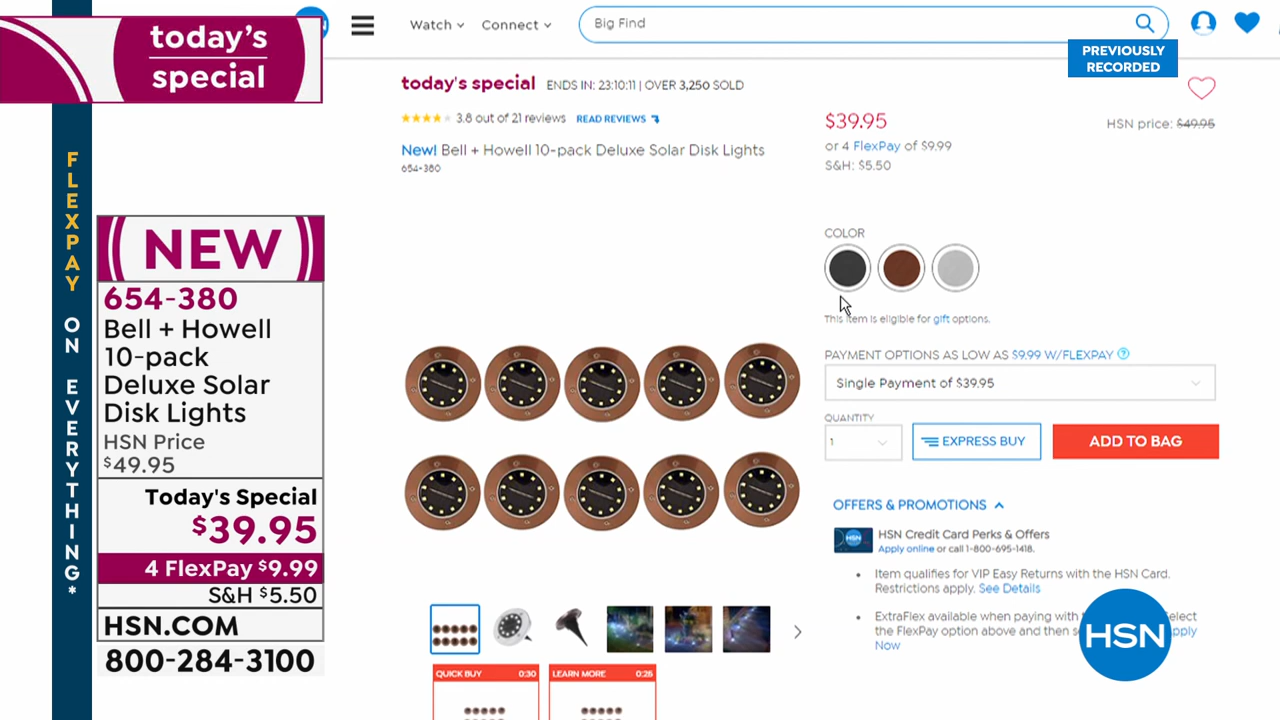 today's
special
FLEXPAY ON EVERYTHING*
NEW
654-380
Bell + Howell
10-pack
Deluxe Solar
Disk Lights
HSN Price
$49.95
Today's Special
$39.95
4 FlexPay $9.99
S&H $5.50
HSN.COM
800-284-3100
Watch
Connect
Big Find
PREVIOUSLY
RECORDED
today's special ENDS IN: 23:10:11 | OVER 3,250 SOLD
3.8 out of 21 reviews READ REVIEWS
New! Bell + Howell 10-pack Deluxe Solar Disk Lights
654-380
$39.95
HSN price: $49.95
or 4 FlexPay of $9.99
S&H: $5.50
COLOR
This item is eligible for gift options.
PAYMENT OPTIONS AS LOW AS $9.99 W/FLEXPAY
Single Payment of $39.95
QUANTITY
1
EXPRESS BUY
ADD TO BAG
OFFERS & PROMOTIONS
HSN
HSN Credit Card Perks & Offers
Apply online or call 1-800-695-1418.
• Item qualifies for VIP Easy Returns with the HSN Card.
Restrictions apply. See Details
• ExtraFlex available when paying with
the FlexPay option above and then
Now
HSN
QUICK BUY 0:30
LEARN MORE 0:26